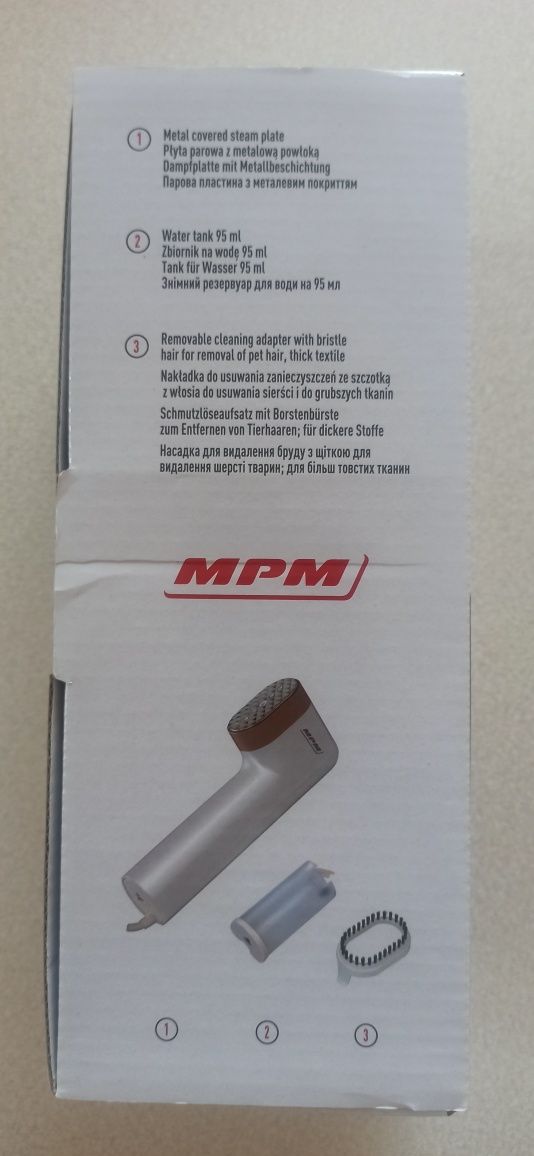 1 Metal covered steam plate
Płyta parowa z metalową powłoką
Dampfplatte mit Metallbeschichtung
Парова пластина з металевим покриттям
2 Water tank 95 ml
Zbiornik na wodę 95 ml
Tank für Wasser 95 ml
Знімний резервуар для води на 95 мл
3 Removable cleaning adapter with bristle
hair for removal of pet hair, thick textile
Nakładka do usuwania zanieczyszczeń ze szczotką
z włosia do usuwania sierści i do grubszych tkanin
Schmutzlöseaufsatz mit Borstenbürste
zum Entfernen von Tierhaaren; für dickere Stoffe
Насадка для видалення бруду з щіткою для
видалення шерсті тварин; для більш товстих тканин
MPM
MPM
1 2 3